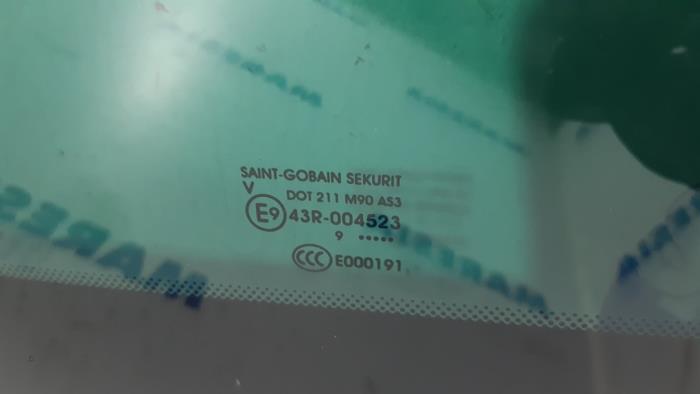 SAINT-GOBAIN SEKURIT
V
DOT 211 M90 AS3
E9 43R-004523
9 •••••
CCC E000191